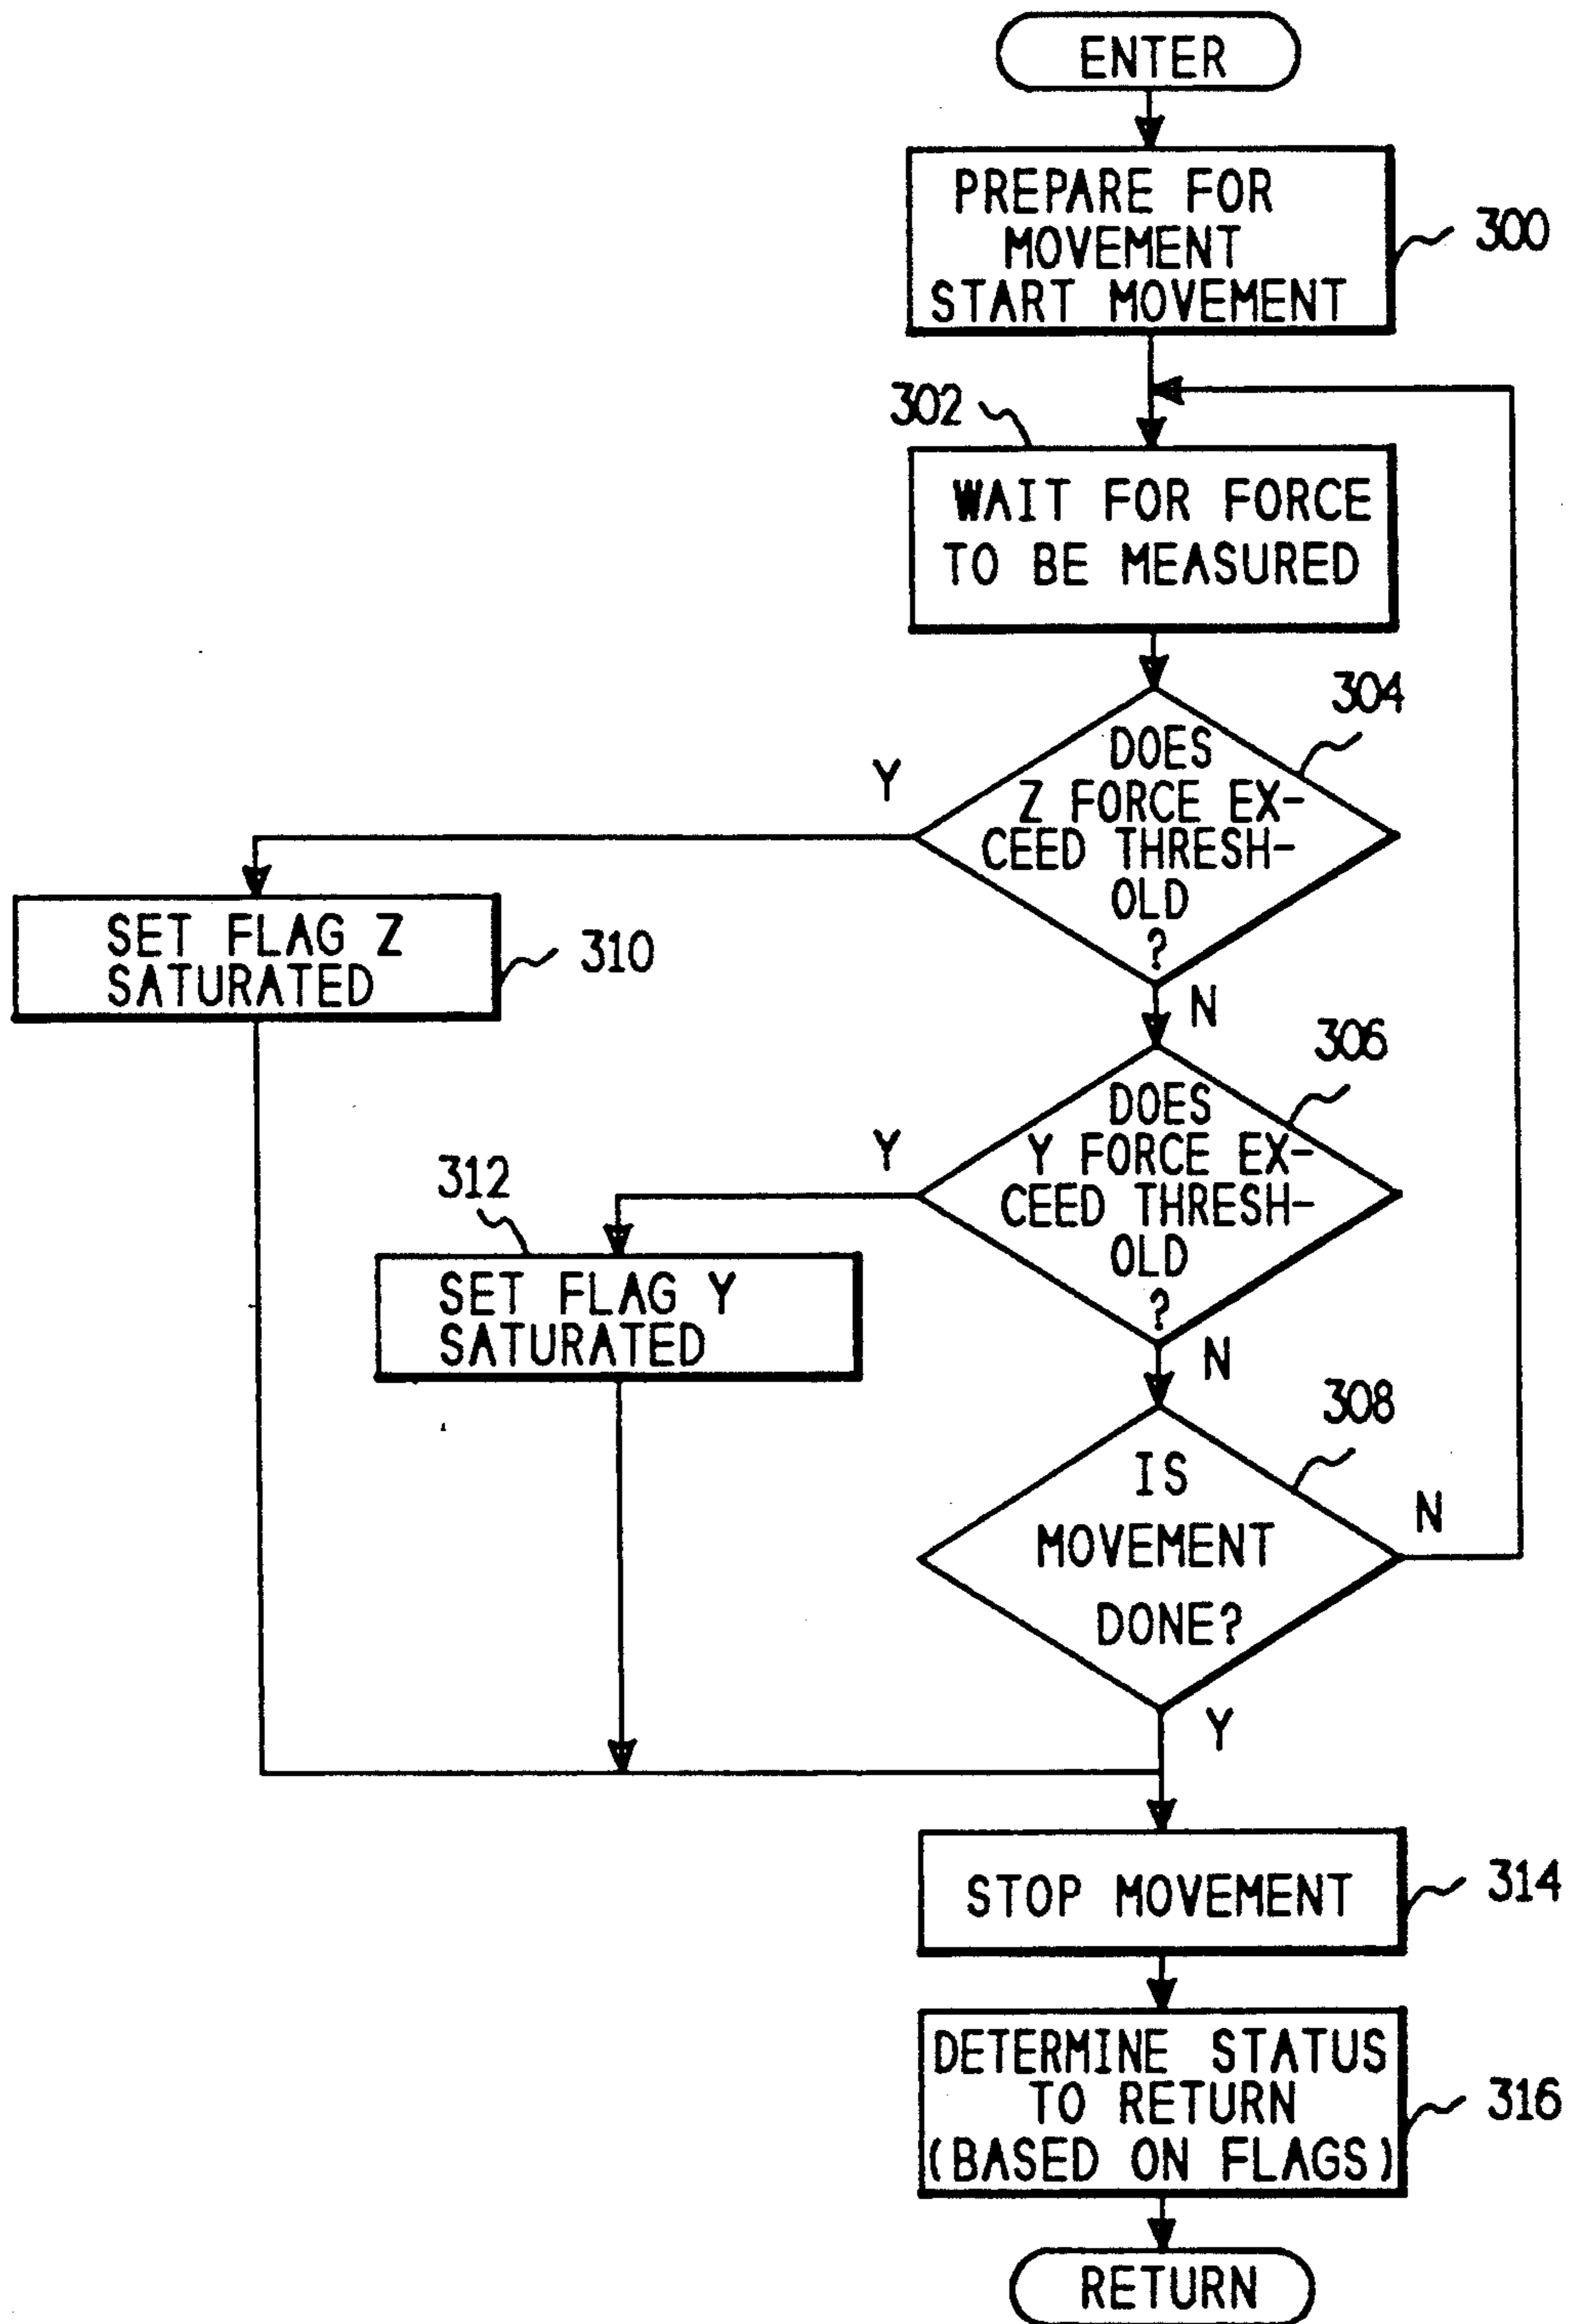 ENTER
PREPARE FOR
MOVEMENT
START MOVEMENT
300
302
WAIT FOR FORCE
TO BE MEASURED
304
DOES
Z FORCE EX-
CEED THRESH-
OLD
?
Y
N
SET FLAG Z
SATURATED
310
306
DOES
Y FORCE EX-
CEED THRESH-
OLD
?
Y
N
312
SET FLAG Y
SATURATED
308
IS
MOVEMENT
DONE?
N
Y
STOP MOVEMENT
314
DETERMINE STATUS
TO RETURN
(BASED ON FLAGS)
316
RETURN